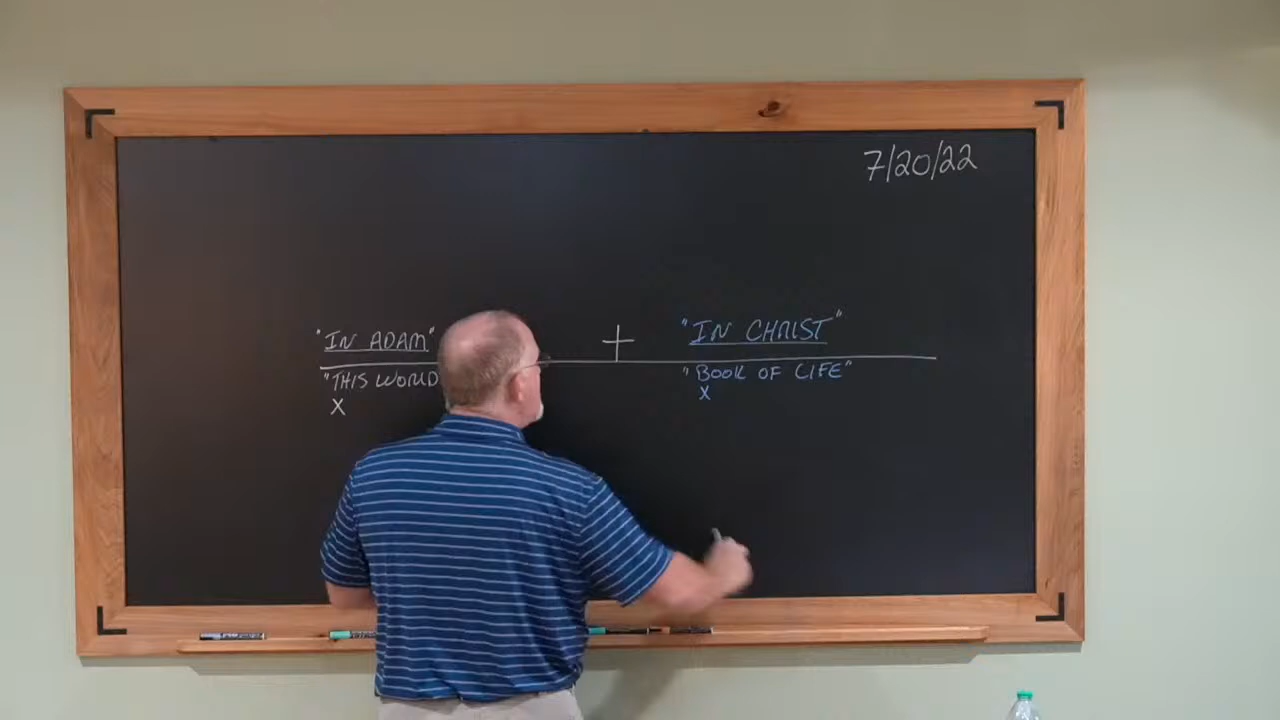 7/20/22
"IN ADAM" + "IN CHRIST"
"THIS WORLD "BOOK OF LIFE"
X X